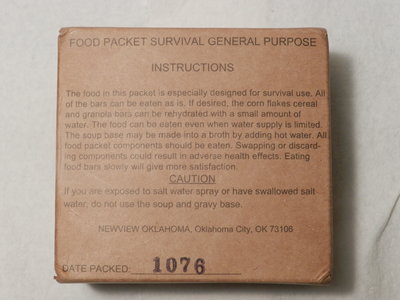 FOOD PACKET SURVIVAL GENERAL PURPOSE
INSTRUCTIONS
The food in this packet is especially designed for survival use. All
of the bars can be eaten as is. If desired, the corn flakes cereal
and granola bars can be rehydrated with a small amount of
water. The food can be eaten even when water supply is limited.
The soup base may be made into a broth by adding hot water. All
food packet components should be eaten. Swapping or discard-
ing components could result in adverse health effects. Eating
food bars slowly will give more satisfaction.
CAUTION
If you are exposed to salt water spray or have swallowed salt
water, do not use the soup and gravy base.
NEWVIEW OKLAHOMA, Oklahoma City, OK 73106
DATE PACKED: 1076